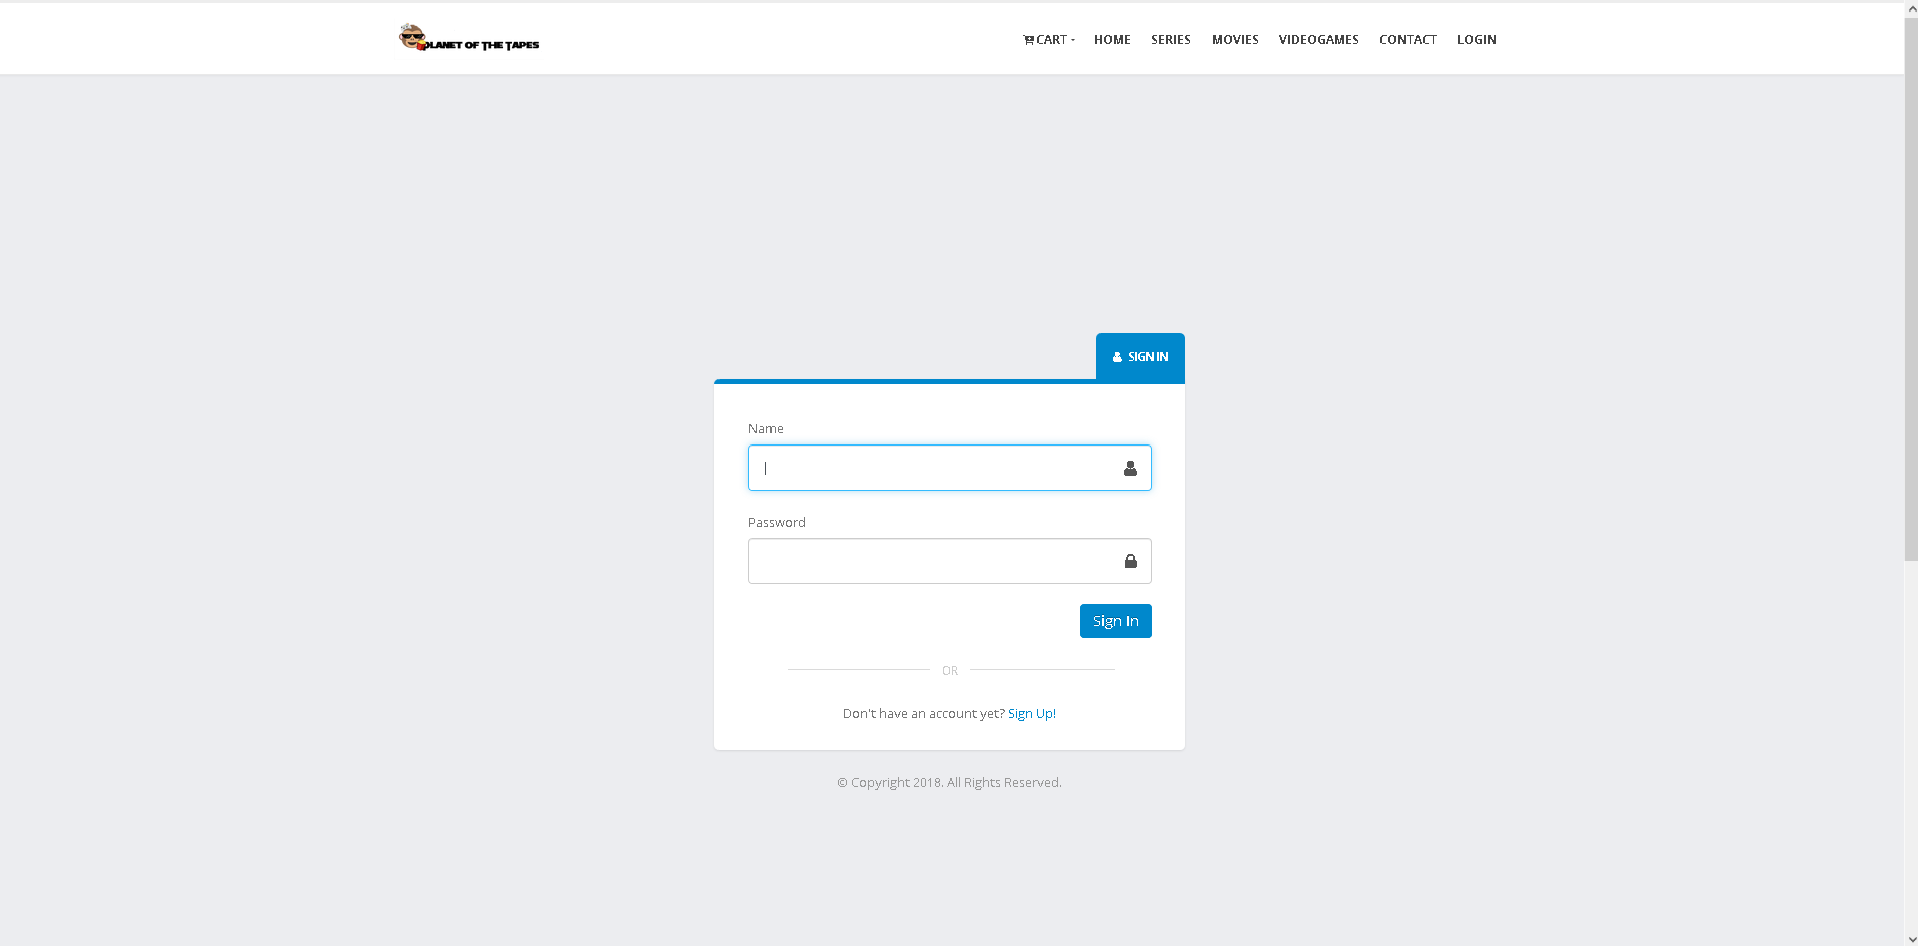 PLANET OF THE TAPES
CART HOME SERIES MOVIES VIDEOGAMES CONTACT LOGIN
SIGN IN
Name
Password
Sign In
OR
Don't have an account yet? Sign Up!
© Copyright 2018. All Rights Reserved.